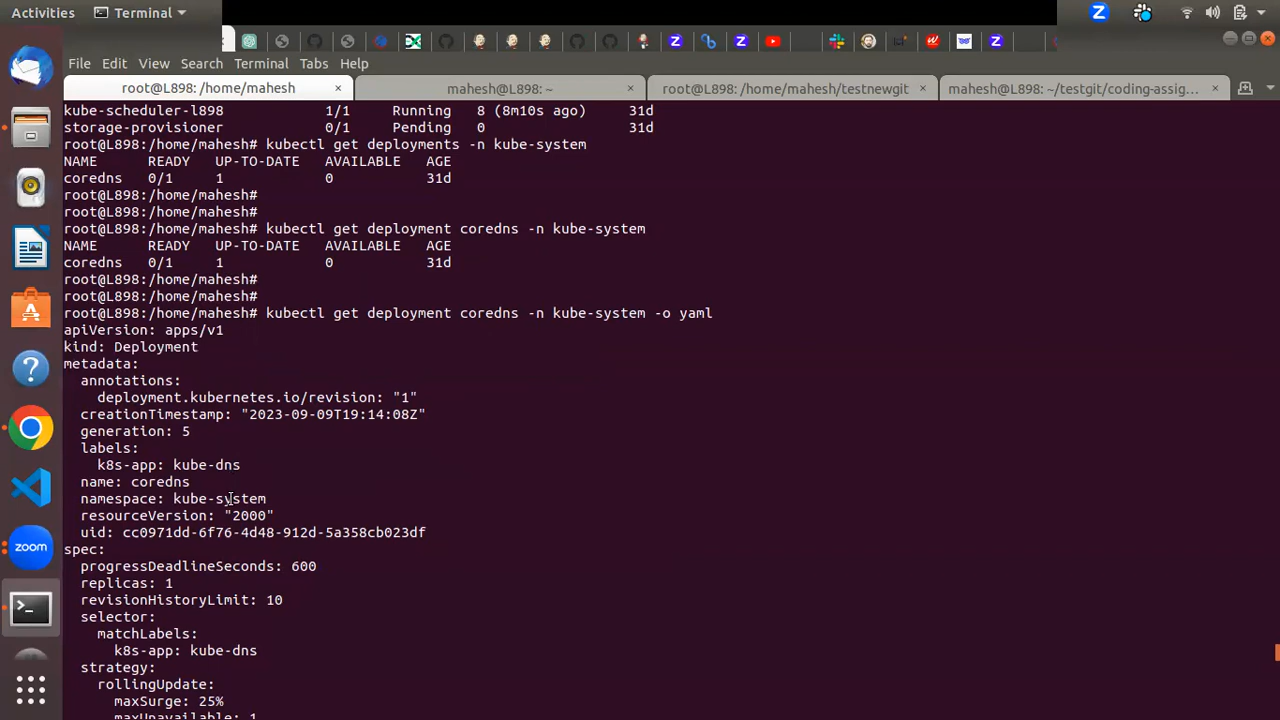 Activities
Terminal
File Edit View Search Terminal Tabs Help
root@L898: /home/mahesh
mahesh@L898: ~
root@L898: /home/mahesh/testnewgit
mahesh@L898: ~/testgit/coding-assig...
kube-scheduler-l898 1/1 Running 8 (8m10s ago) 31d
storage-provisioner 0/1 Pending 0 31d
root@L898:/home/mahesh# kubectl get deployments -n kube-system
NAME READY UP-TO-DATE AVAILABLE AGE
coredns 0/1 1 0 31d
root@L898:/home/mahesh#
root@L898:/home/mahesh#
root@L898:/home/mahesh# kubectl get deployment coredns -n kube-system
NAME READY UP-TO-DATE AVAILABLE AGE
coredns 0/1 1 0 31d
root@L898:/home/mahesh#
root@L898:/home/mahesh#
root@L898:/home/mahesh# kubectl get deployment coredns -n kube-system -o yaml
apiVersion: apps/v1
kind: Deployment
metadata:
  annotations:
    deployment.kubernetes.io/revision: "1"
  creationTimestamp: "2023-09-09T19:14:08Z"
  generation: 5
  labels:
    k8s-app: kube-dns
  name: coredns
  namespace: kube-system
  resourceVersion: "2000"
  uid: cc0971dd-6f76-4d48-912d-5a358cb023df
spec:
  progressDeadlineSeconds: 600
  replicas: 1
  revisionHistoryLimit: 10
  selector:
    matchLabels:
      k8s-app: kube-dns
  strategy:
    rollingUpdate:
      maxSurge: 25%
      maxUnavailable: 1
zoom